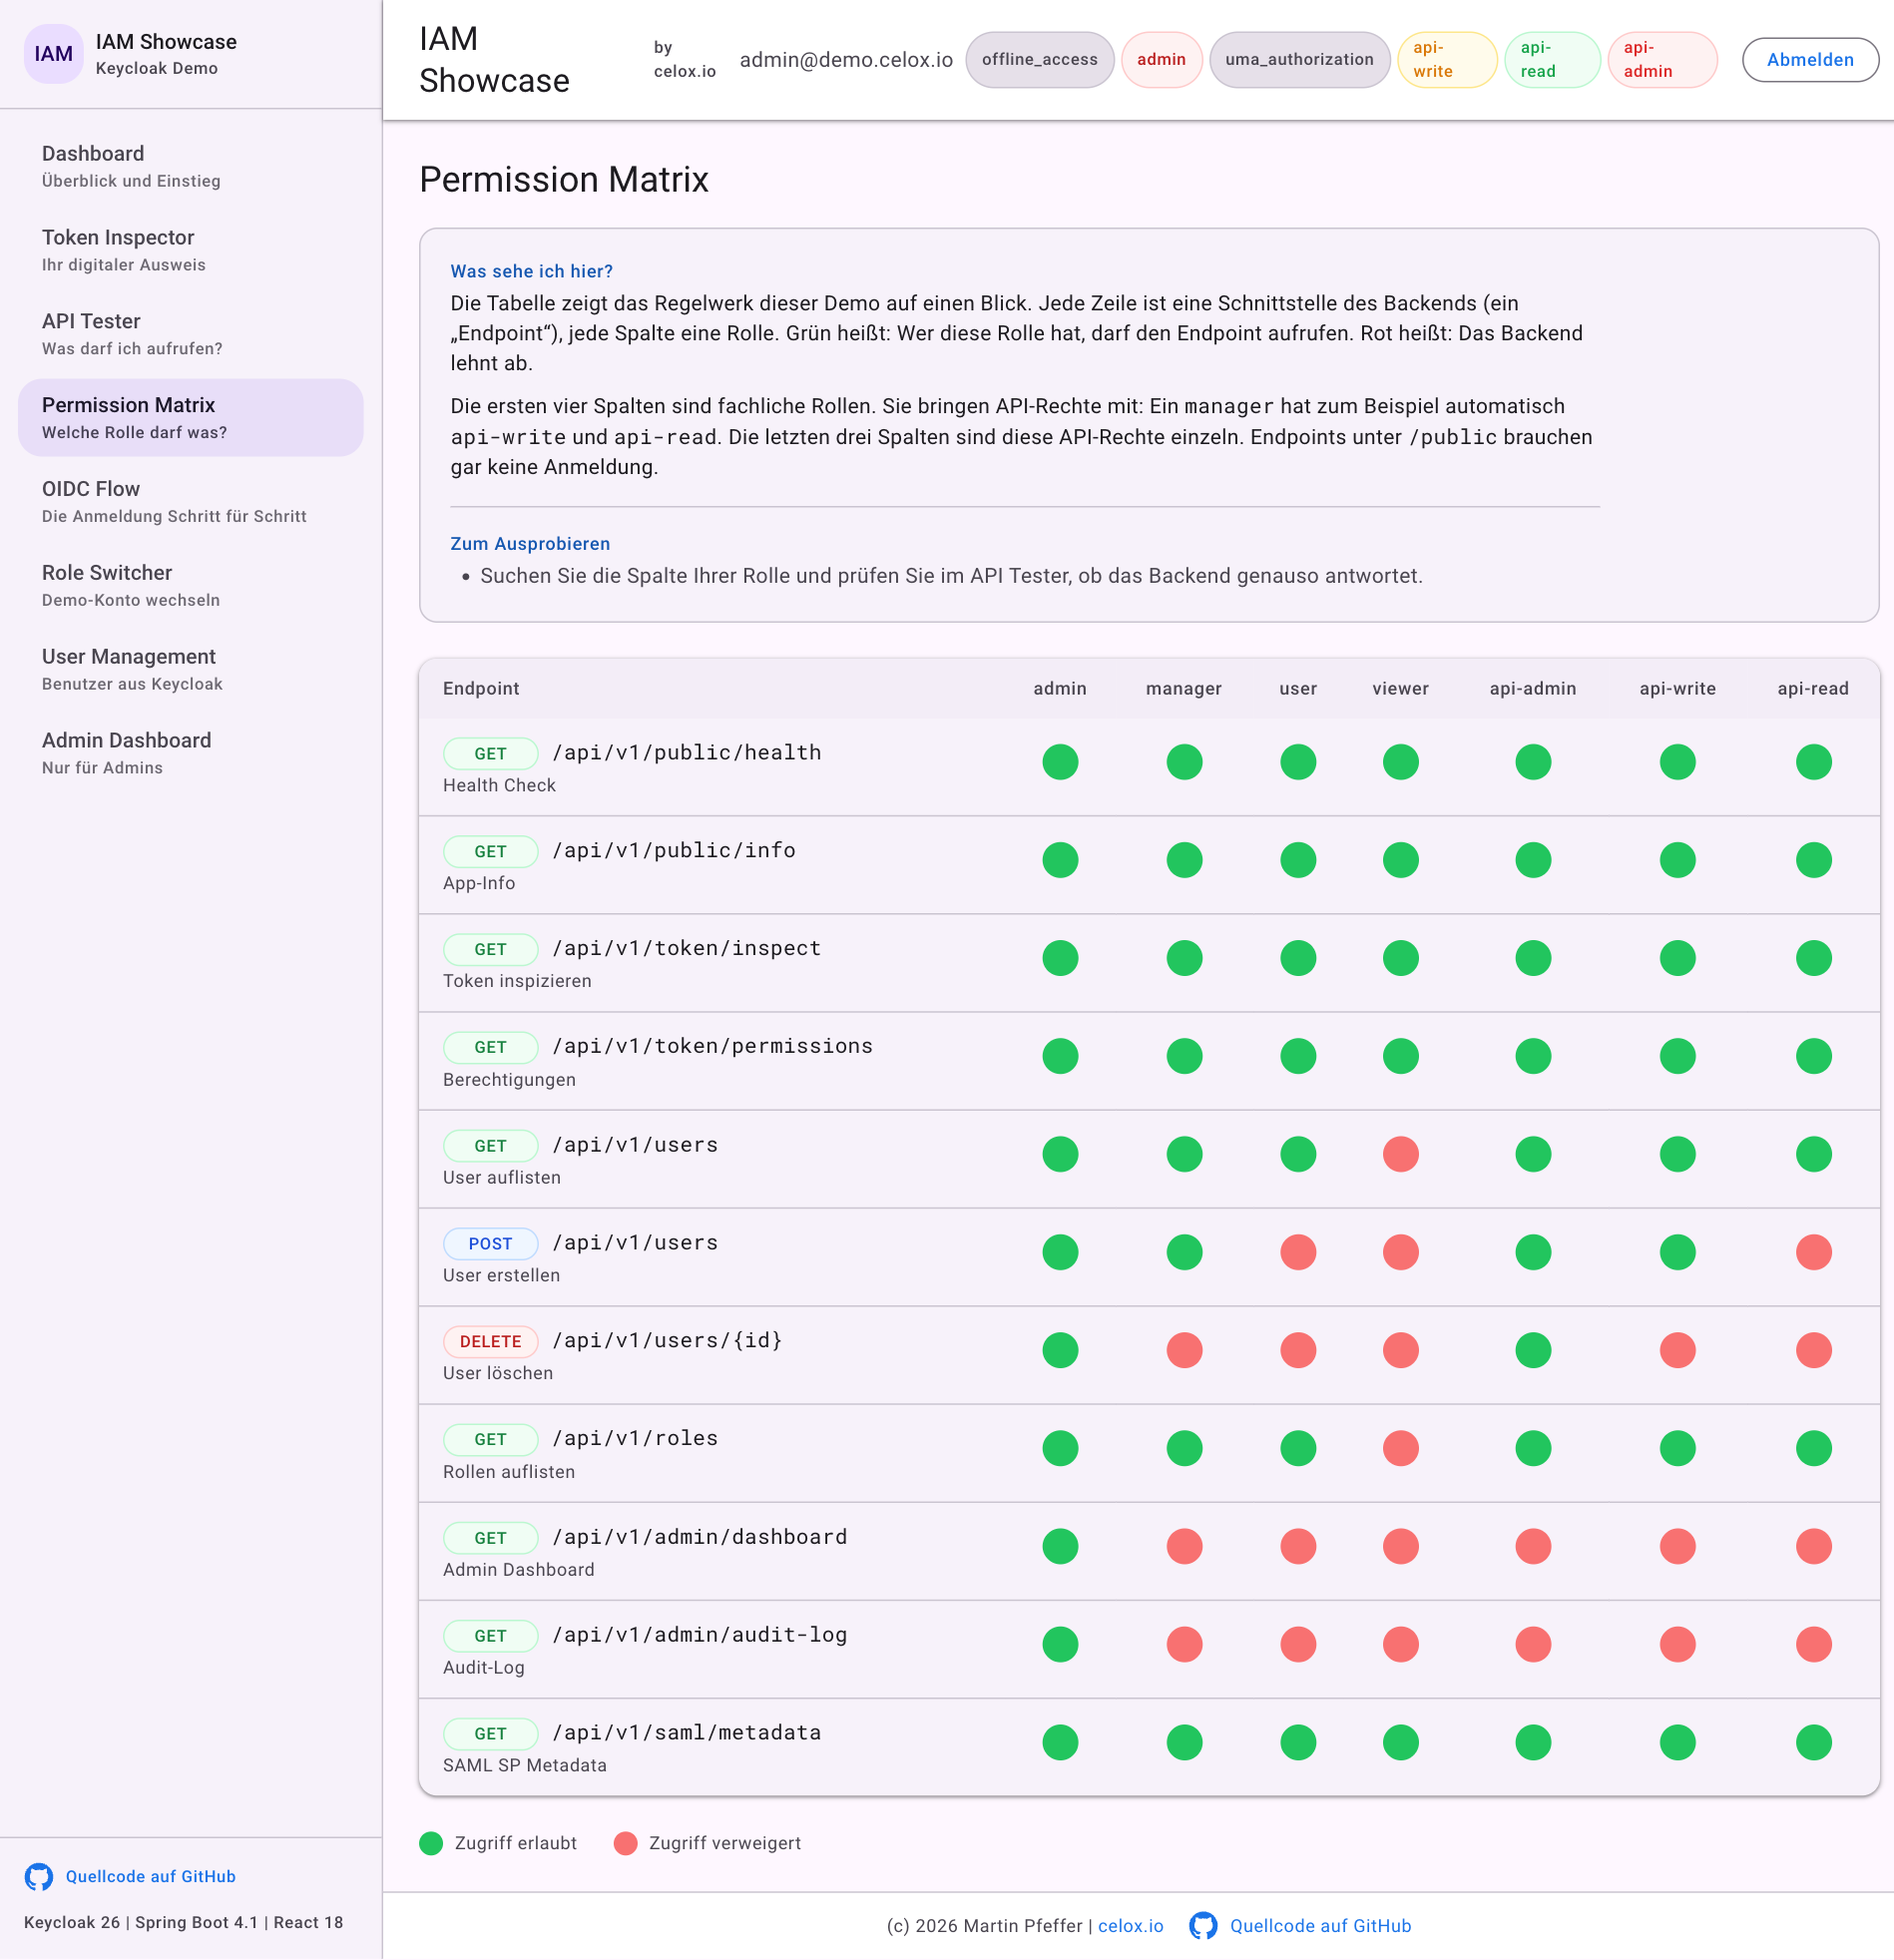 IAM
IAM Showcase
Keycloak Demo
Dashboard
Überblick und Einstieg
Token Inspector
Ihr digitaler Ausweis
API Tester
Was darf ich aufrufen?
Permission Matrix
Welche Rolle darf was?
OIDC Flow
Die Anmeldung Schritt für Schritt
Role Switcher
Demo-Konto wechseln
User Management
Benutzer aus Keycloak
Admin Dashboard
Nur für Admins
Quellcode auf GitHub
Keycloak 26 | Spring Boot 4.1 | React 18
IAM
Showcase
by
celox.io
admin@demo.celox.io
offline_access
admin
uma_authorization
api-
write
api-
read
api-
admin
Abmelden
Permission Matrix
Was sehe ich hier?
Die Tabelle zeigt das Regelwerk dieser Demo auf einen Blick. Jede Zeile ist eine Schnittstelle des Backends (ein
„Endpoint“), jede Spalte eine Rolle. Grün heißt: Wer diese Rolle hat, darf den Endpoint aufrufen. Rot heißt: Das Backend
lehnt ab.
Die ersten vier Spalten sind fachliche Rollen. Sie bringen API-Rechte mit: Ein manager hat zum Beispiel automatisch
api-write und api-read. Die letzten drei Spalten sind diese API-Rechte einzeln. Endpoints unter /public brauchen
gar keine Anmeldung.
Zum Ausprobieren
• Suchen Sie die Spalte Ihrer Rolle und prüfen Sie im API Tester, ob das Backend genauso antwortet.
Endpoint admin manager user viewer api-admin api-write api-read
GET /api/v1/public/health
Health Check
GET /api/v1/public/info
App-Info
GET /api/v1/token/inspect
Token inspizieren
GET /api/v1/token/permissions
Berechtigungen
GET /api/v1/users
User auflisten
POST /api/v1/users
User erstellen
DELETE /api/v1/users/{id}
User löschen
GET /api/v1/roles
Rollen auflisten
GET /api/v1/admin/dashboard
Admin Dashboard
GET /api/v1/admin/audit-log
Audit-Log
GET /api/v1/saml/metadata
SAML SP Metadata
Zugriff erlaubt Zugriff verweigert
(c) 2026 Martin Pfeffer | celox.io Quellcode auf GitHub